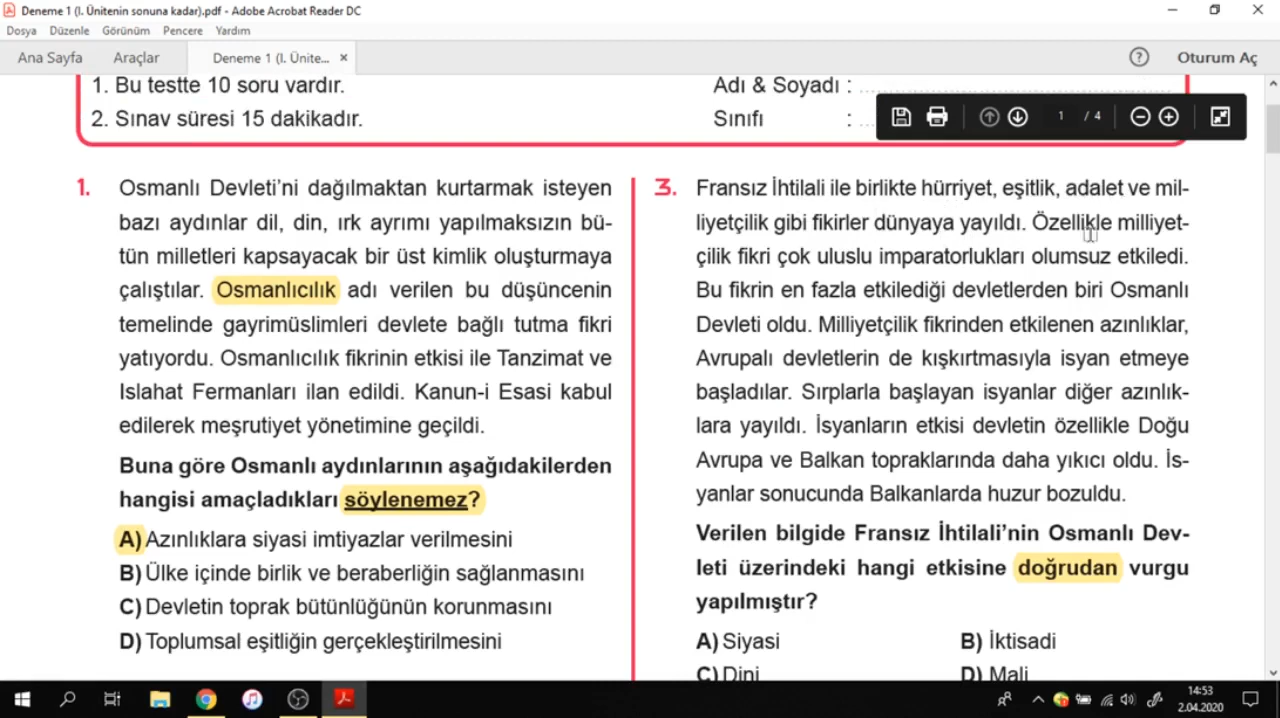 Deneme 1 (I. Ünitenin sonuna kadar).pdf - Adobe Acrobat Reader DC
Dosya Düzenle Görünüm Pencere Yardım
Ana Sayfa Araçlar Deneme 1 (I. Ünite... Oturum Aç
1. Bu testte 10 soru vardır.
2. Sınav süresi 15 dakikadır.
Adı & Soyadı :
Sınıfı :
1 / 4
1. Osmanlı Devleti’ni dağılmaktan kurtarmak isteyen
bazı aydınlar dil, din, ırk ayrımı yapılmaksızın bü-
tün milletleri kapsayacak bir üst kimlik oluşturmaya
çalıştılar. Osmanlıcılık adı verilen bu düşüncenin
temelinde gayrimüslimleri devlete bağlı tutma fikri
yatıyordu. Osmanlıcılık fikrinin etkisi ile Tanzimat ve
Islahat Fermanları ilan edildi. Kanun-i Esasi kabul
edilerek meşrutiyet yönetimine geçildi.
Buna göre Osmanlı aydınlarının aşağıdakilerden
hangisi amaçladıkları söylenemez?
A) Azınlıklara siyasi imtiyazlar verilmesini
B) Ülke içinde birlik ve beraberliğin sağlanmasını
C) Devletin toprak bütünlüğünün korunmasını
D) Toplumsal eşitliğin gerçekleştirilmesini
3. Fransız İhtilali ile birlikte hürriyet, eşitlik, adalet ve mil-
liyetçilik gibi fikirler dünyaya yayıldı. Özellikle milliyet-
çilik fikri çok uluslu imparatorlukları olumsuz etkiledi.
Bu fikrin en fazla etkilediği devletlerden biri Osmanlı
Devleti oldu. Milliyetçilik fikrinden etkilenen azınlıklar,
Avrupalı devletlerin de kışkırtmasıyla isyan etmeye
başladılar. Sırplarla başlayan isyanlar diğer azınlık-
lara yayıldı. İsyanların etkisi devletin özellikle Doğu
Avrupa ve Balkan topraklarında daha yıkıcı oldu. İs-
yanlar sonucunda Balkanlarda huzur bozuldu.
Verilen bilgide Fransız İhtilali’nin Osmanlı Dev-
leti üzerindeki hangi etkisine doğrudan vurgu
yapılmıştır?
A) Siyasi B) İktisadi
C) Dini D) Mali
14:53
2.04.2020